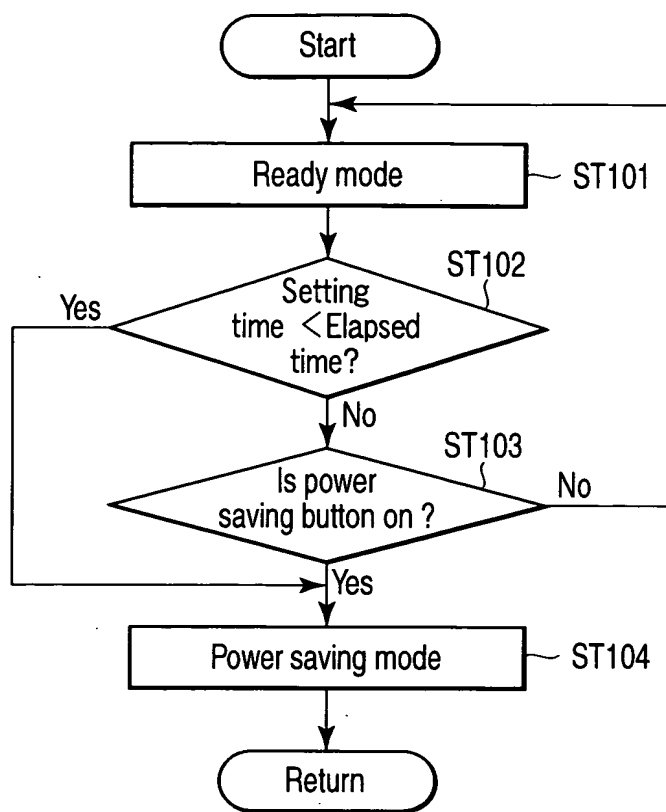 Start
Ready mode
ST101
ST102
Yes
Setting
time <Elapsed
time?
No
ST103
Is power
saving button on ?
No
Yes
Power saving mode
ST104
Return